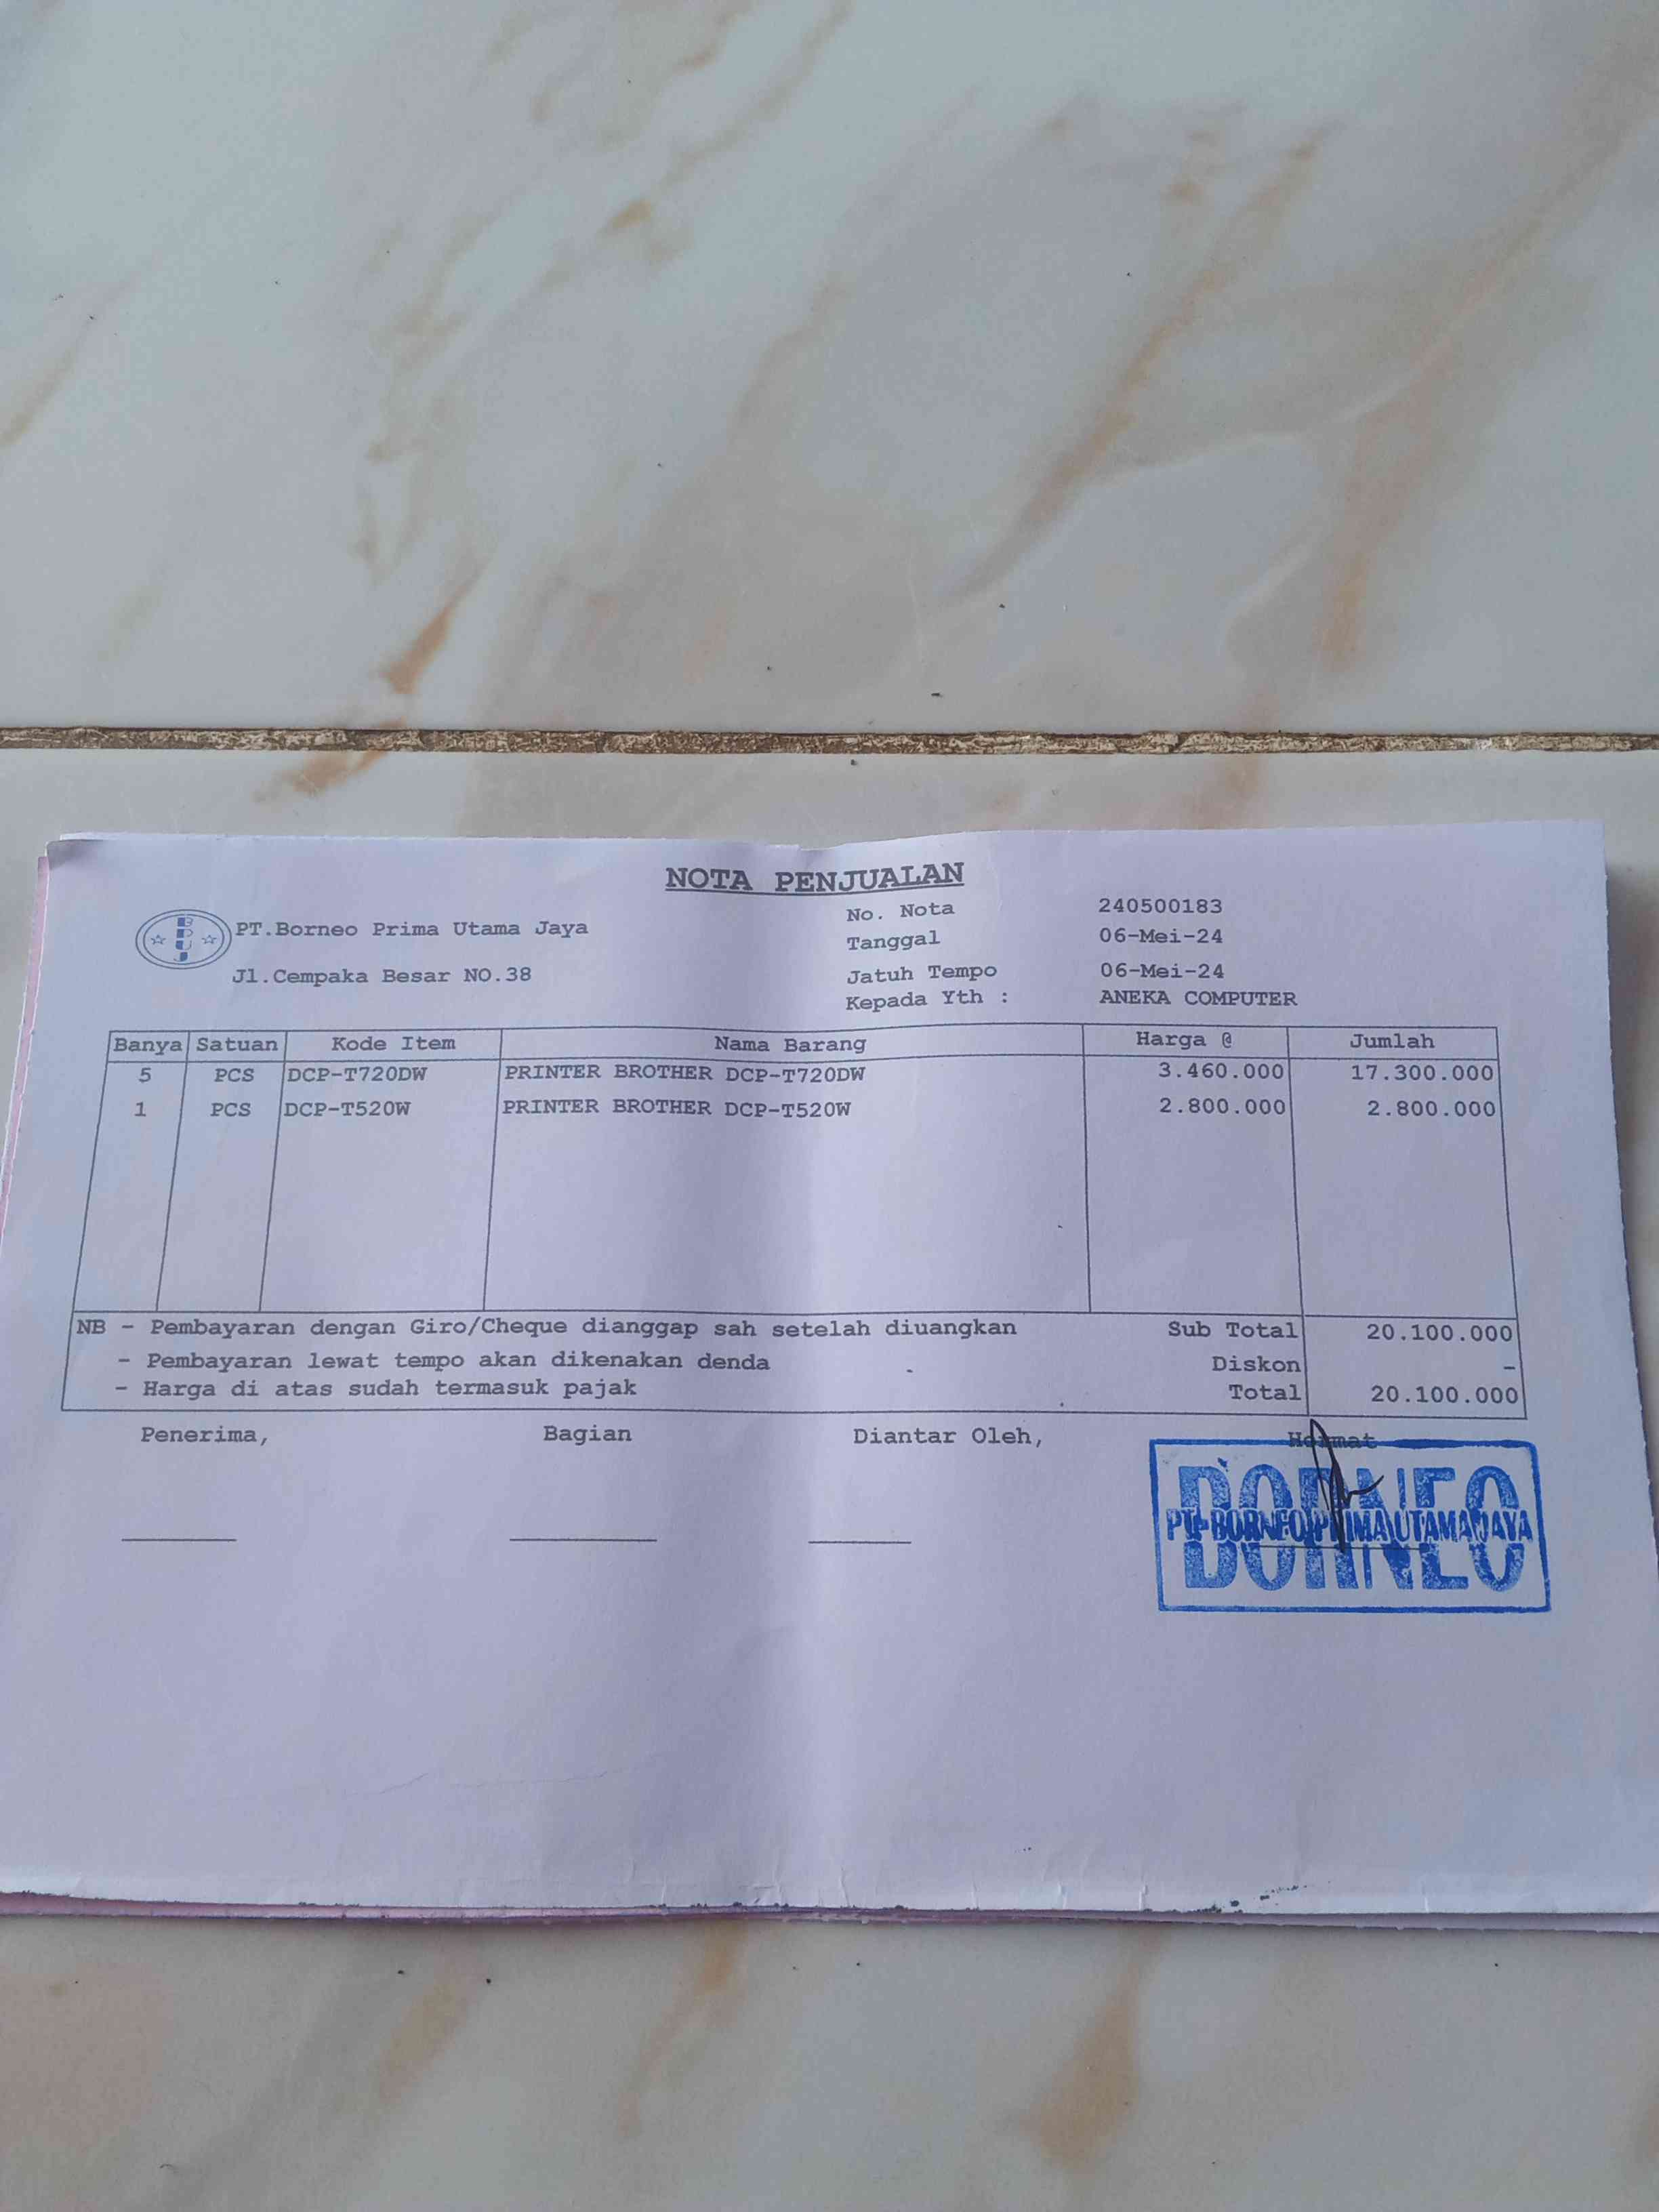 NOTA PENJUALAN
BPUJ
PT.Borneo Prima Utama Jaya
Jl.Cempaka Besar NO.38
No. Nota 240500183
Tanggal 06-Mei-24
Jatuh Tempo 06-Mei-24
Kepada Yth : ANEKA COMPUTER
Banya Satuan Kode Item Nama Barang Harga @ Jumlah
5 PCS DCP-T720DW PRINTER BROTHER DCP-T720DW 3.460.000 17.300.000
1 PCS DCP-T520W PRINTER BROTHER DCP-T520W 2.800.000 2.800.000
NB - Pembayaran dengan Giro/Cheque dianggap sah setelah diuangkan Sub Total 20.100.000
- Pembayaran lewat tempo akan dikenakan denda Diskon -
- Harga di atas sudah termasuk pajak Total 20.100.000
Penerima, Bagian Diantar Oleh, Hormat
BORNEO
PT. BORNEO PRIMA UTAMA JAYA